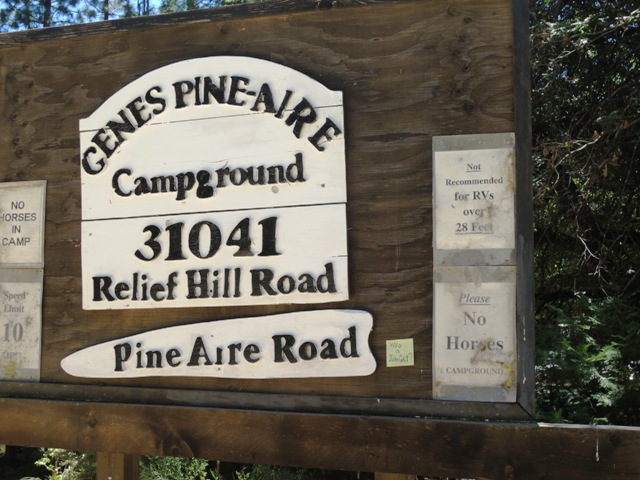 GENES PINE-AIRE
Campground
31041
Relief Hill Road
Pine Aire Road
NO
HORSES
IN
CAMP
Speed
Limit
10
Not
Recommended
for RVs
over
28 Feet
Please
No
Horses
CAMPGROUND